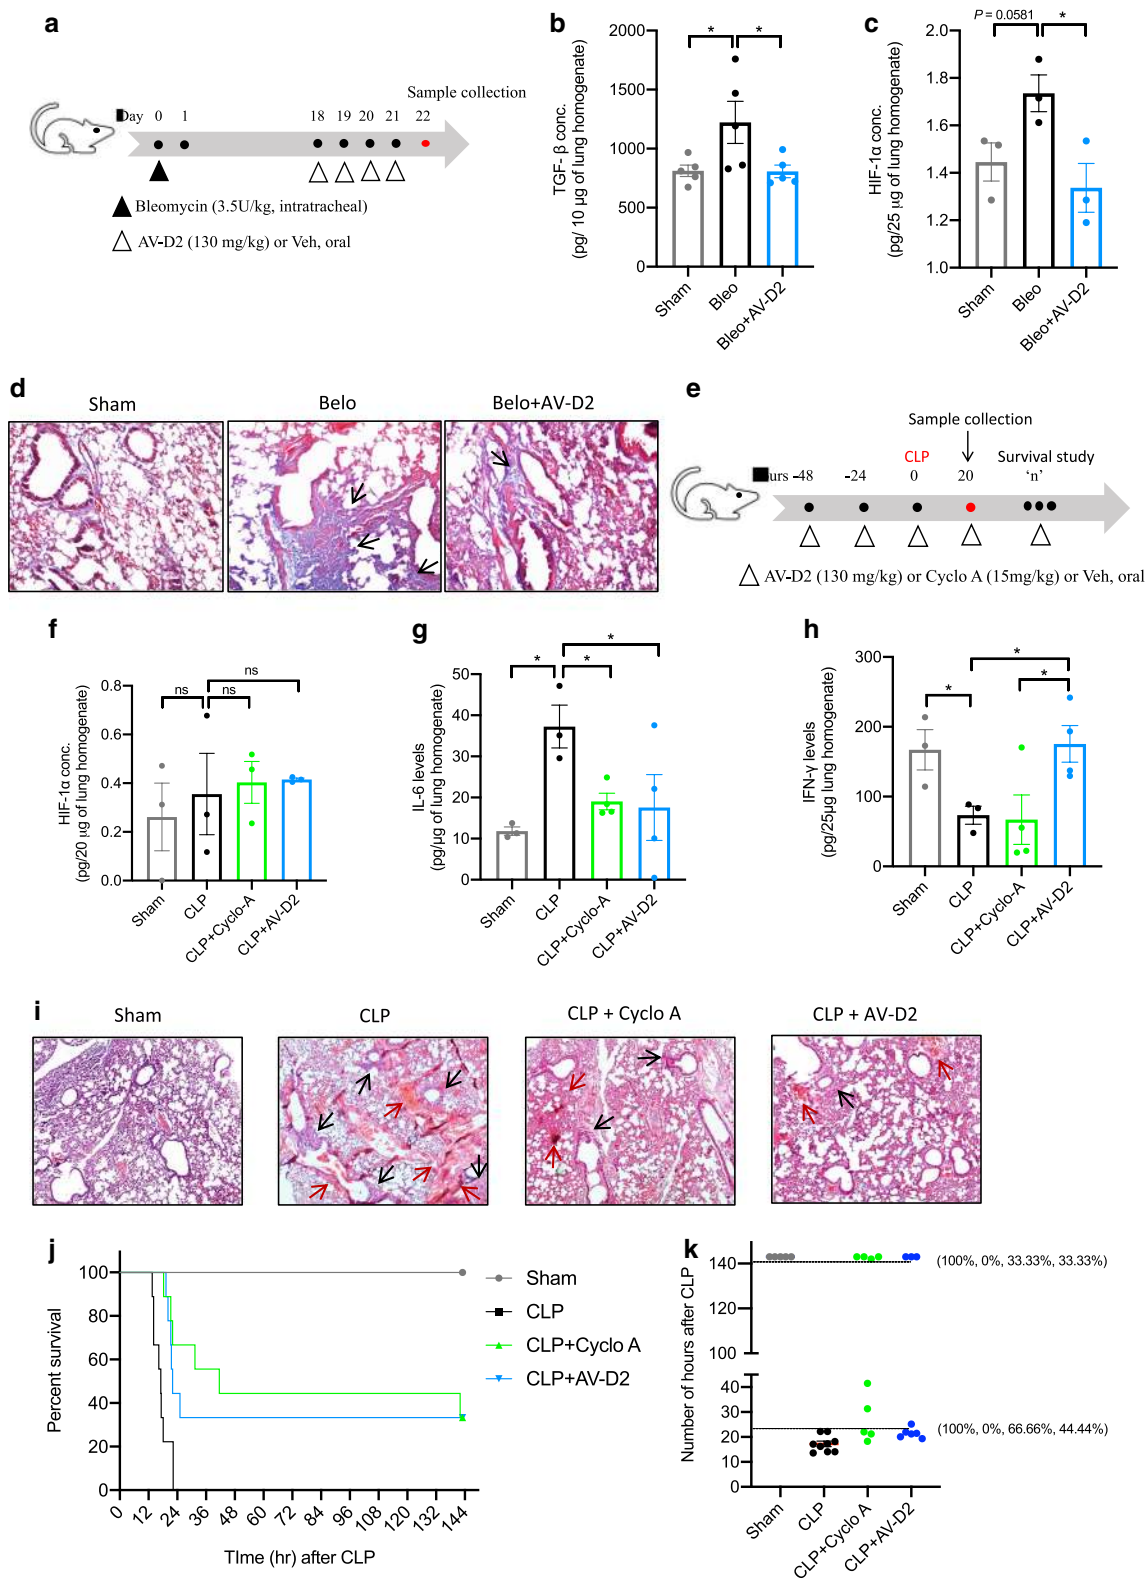 a
Day 0 1 18 19 20 21 22
Sample collection
Bleomycin (3.5U/kg, intratracheal)
AV-D2 (130 mg/kg) or Veh, oral
b
TGF- β conc.
(pg/ 10 µg of lung homogenate)
2000
1500
1000
500
0
* *
Sham
Bleo
Bleo+AV-D2
c
HIF-1α conc.
(pg/25 µg of lung homogenate)
2.0
1.8
1.6
1.4
1.2
1.0
P = 0.0581 *
Sham
Bleo
Bleo+AV-D2
d
Sham
Belo
Belo+AV-D2
e
Sample collection
CLP
Survival study
urs -48 -24 0 20 ‘n’
AV-D2 (130 mg/kg) or Cyclo A (15mg/kg) or Veh, oral
f
HIF-1α conc.
(pg/20 µg of lung homogenate)
0.8
0.6
0.4
0.2
0.0
ns
ns ns
Sham
CLP
CLP+Cyclo-A
CLP+AV-D2
g
IL-6 levels
(pg/µg of lung homogenate)
50
40
30
20
10
0
*
* *
Sham
CLP
CLP+Cyclo-A
CLP+AV-D2
h
IFN-γ levels
(pg/25µg lung homogenate)
300
200
100
0
*
* *
Sham
CLP
CLP+Cyclo-A
CLP+AV-D2
i
Sham
CLP
CLP + Cyclo A
CLP + AV-D2
j
Percent survival
100
80
60
40
20
0
0 12 24 36 48 60 72 84 96 108 120 132 144
TIme (hr) after CLP
Sham
CLP
CLP+Cyclo A
CLP+AV-D2
k
Number of hours after CLP
140
120
100
40
30
20
10
0
(100%, 0%, 33.33%, 33.33%)
(100%, 0%, 66.66%, 44.44%)
Sham
CLP
CLP+Cyclo A
CLP+AV-D2